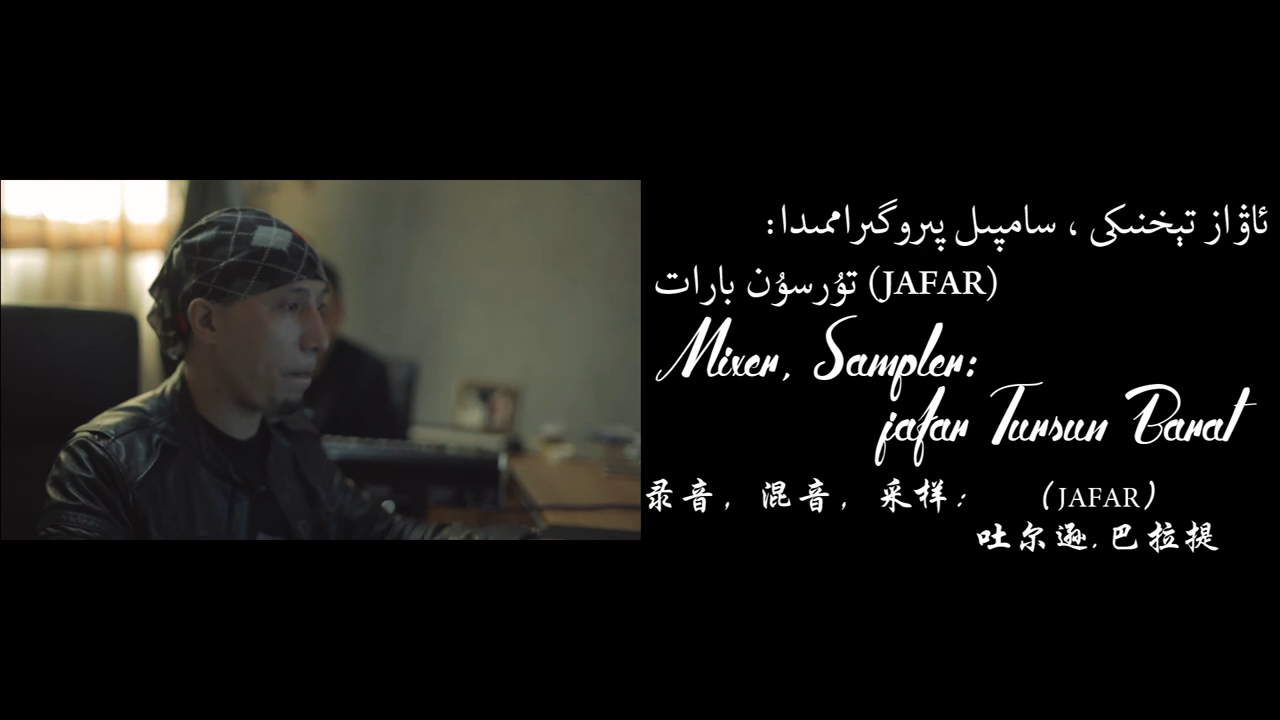 ئاۋاز تېخنىكى ، سامپىل پىروگىراممىدا:
(JAFAR) تۇرسۇن بارات
Mixer, Sampler:
jafar Tursun Barat
录音，混音，采样： （JAFAR）
吐尔逊.巴拉提